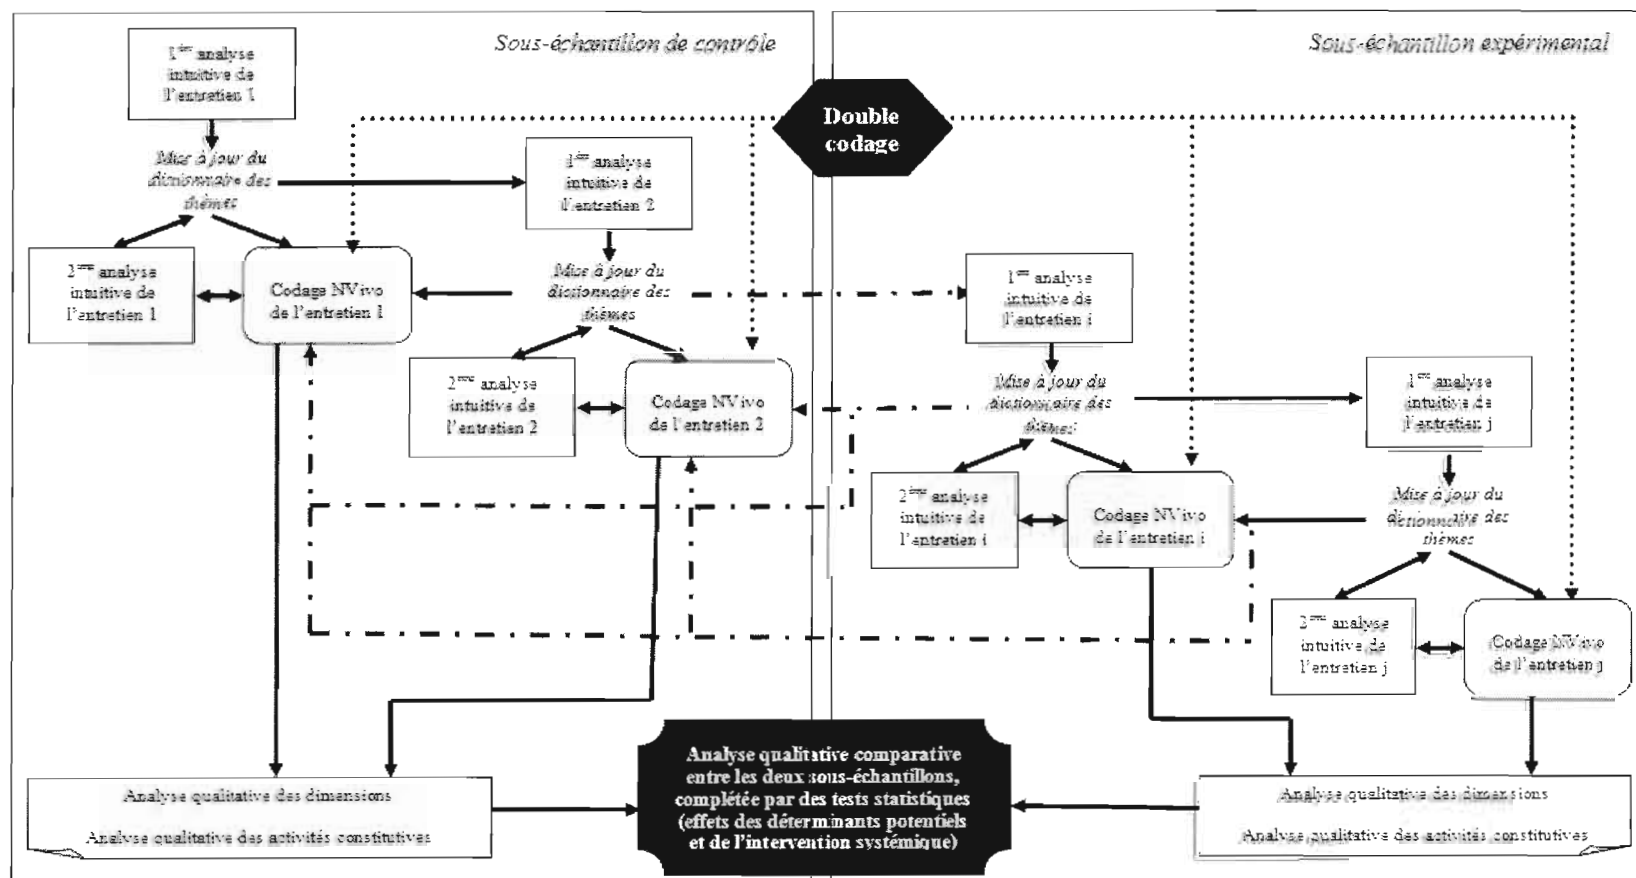 Sous-échantillon de contrôle
Sous-échantillon expérimental
1ère analyse
intuitive de
l'entretien 1
Double
codage
Mise à jour du
dictionnaire des
thèmes
1ère analyse
intuitive de
l'entretien 2
2ème analyse
intuitive de
l'entretien 1
Codage NVivo
de l'entretien 1
Mise à jour du
dictionnaire des
thèmes
1ère analyse
intuitive de
l'entretien i
2ème analyse
intuitive de
l'entretien 2
Codage NVivo
de l'entretien 2
Mise à jour du
dictionnaire des
thèmes
1ère analyse
intuitive de
l'entretien j
2ème analyse
intuitive de
l'entretien i
Codage NVivo
de l'entretien i
Mise à jour du
dictionnaire des
thèmes
2ème analyse
intuitive de
l'entretien j
Codage NVivo
de l'entretien j
Analyse qualitative des dimensions
Analyse qualitative des activités constitutives
Analyse qualitative comparative
entre les deux sous-échantillons,
complétée par des tests statistiques
(effets des déterminants potentiels
et de l'intervention systémique)
Analyse qualitative des dimensions
Analyse qualitative des activités constitutives